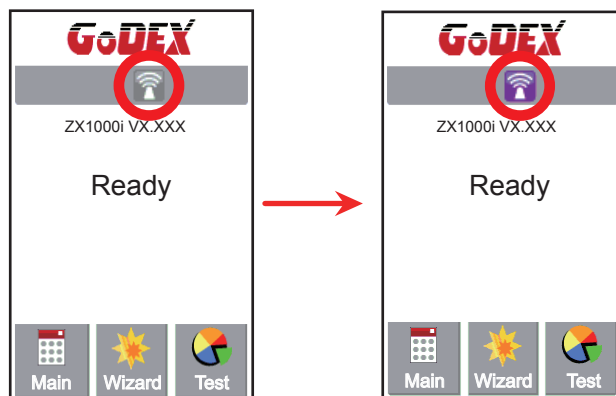 GODEX
ZX1000i VX.XXX
Ready
Main Wizard Test
GODEX
ZX1000i VX.XXX
Ready
Main Wizard Test